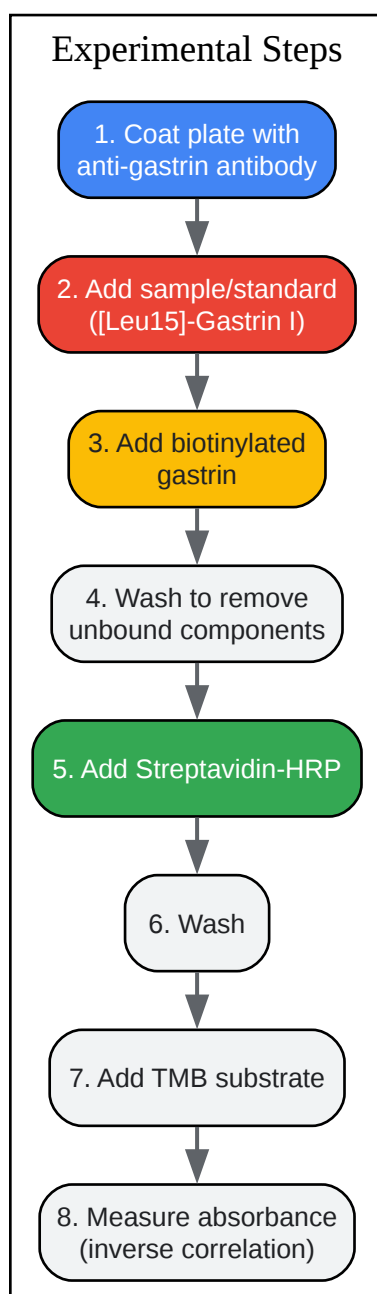 Experimental Steps
1. Coat plate with
anti-gastrin antibody
2. Add sample/standard
([Leu15]-Gastrin I)
3. Add biotinylated
gastrin
4. Wash to remove
unbound components
5. Add Streptavidin-HRP
6. Wash
7. Add TMB substrate
8. Measure absorbance
(inverse correlation)